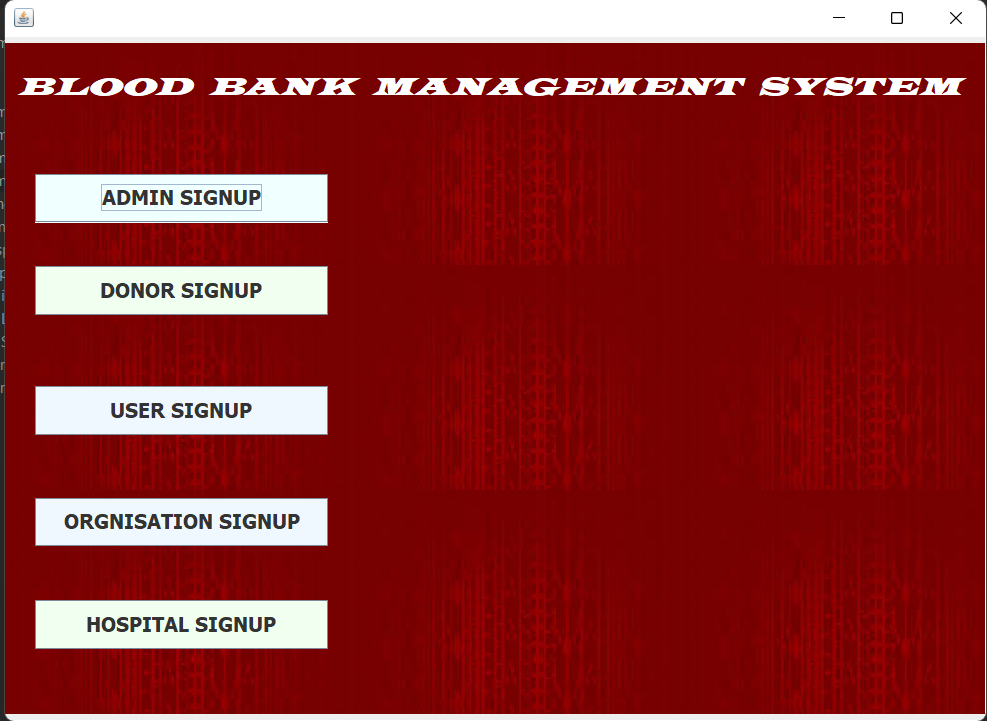 BLOOD BANK MANAGEMENT SYSTEM
ADMIN SIGNUP
DONOR SIGNUP
USER SIGNUP
ORGNISATION SIGNUP
HOSPITAL SIGNUP